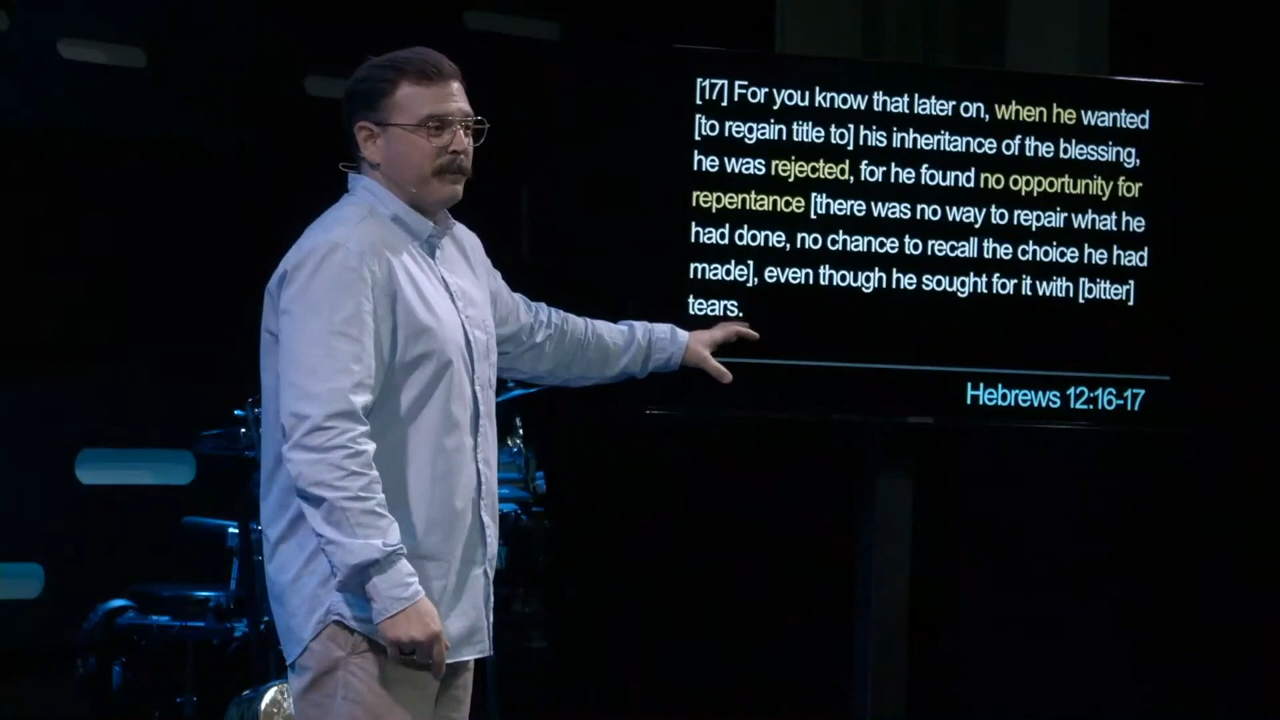 [17] For you know that later on, when he wanted
[to regain title to] his inheritance of the blessing,
he was rejected, for he found no opportunity for
repentance [there was no way to repair what he
had done, no chance to recall the choice he had
made], even though he sought for it with [bitter]
tears.
Hebrews 12:16-17